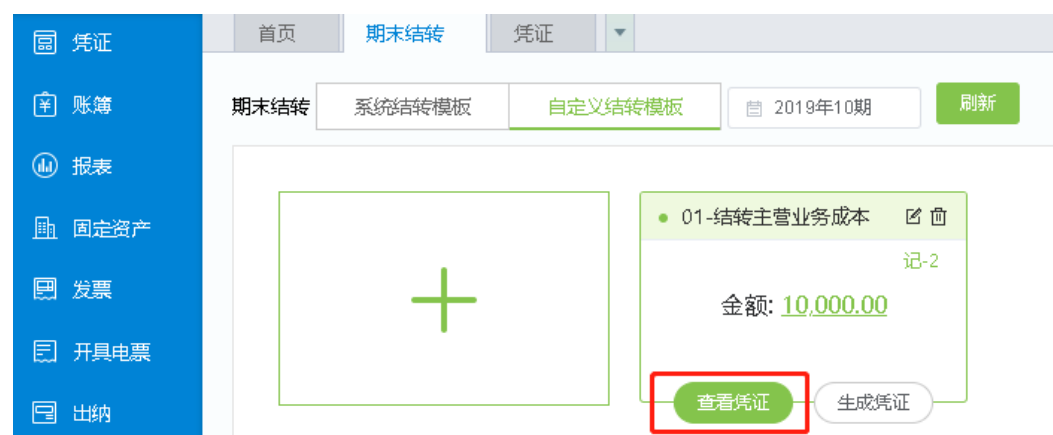 凭证
账簿
报表
固定资产
发票
开具电票
出纳
首页 期末结转 凭证
期末结转 系统结转模板 自定义结转模板 2019年10期 刷新
01-结转主营业务成本
记-2
金额: 10,000.00
查看凭证 生成凭证